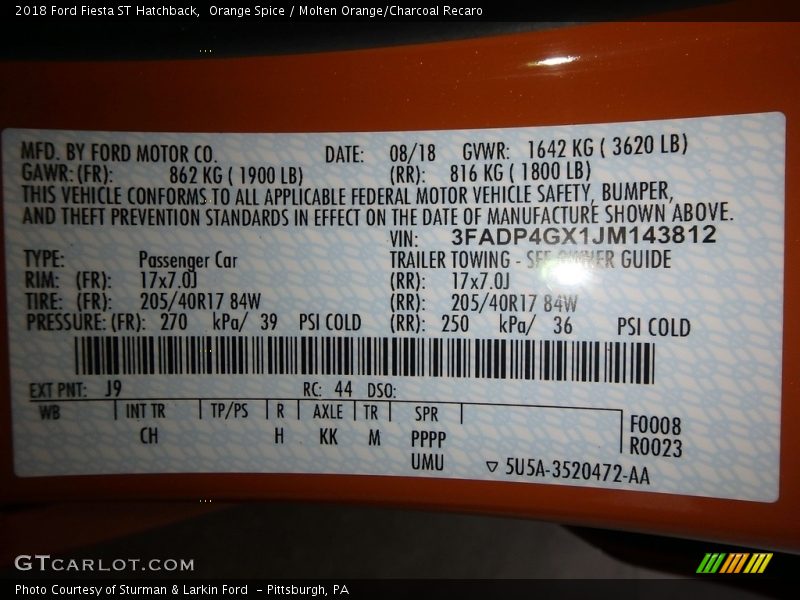 2018 Ford Fiesta ST Hatchback,  Orange Spice / Molten Orange/Charcoal Recaro
MFD. BY FORD MOTOR CO. DATE: 08/18 GVWR: 1642 KG ( 3620 LB)
GAWR: (FR): 862 KG ( 1900 LB) (RR): 816 KG ( 1800 LB)
THIS VEHICLE CONFORMS TO ALL APPLICABLE FEDERAL MOTOR VEHICLE SAFETY, BUMPER,
AND THEFT PREVENTION STANDARDS IN EFFECT ON THE DATE OF MANUFACTURE SHOWN ABOVE.
VIN: 3FADP4GX1JM143812
TYPE: Passenger Car TRAILER TOWING - SEE OWNER GUIDE
RIM: (FR): 17x7.0J (RR): 17x7.0J
TIRE: (FR): 205/40R17 84W (RR): 205/40R17 84W
PRESSURE: (FR): 270 kPa/ 39 PSI COLD (RR): 250 kPa/ 36 PSI COLD
EXT PNT: J9 RC: 44 DSO:
WB INT TR TP/PS R AXLE TR SPR F0008
CH H KK M PPPP R0023
UMU ▽ 5U5A-3520472-AA
GTCARLOT.COM
Photo Courtesy of Sturman & Larkin Ford  - Pittsburgh, PA